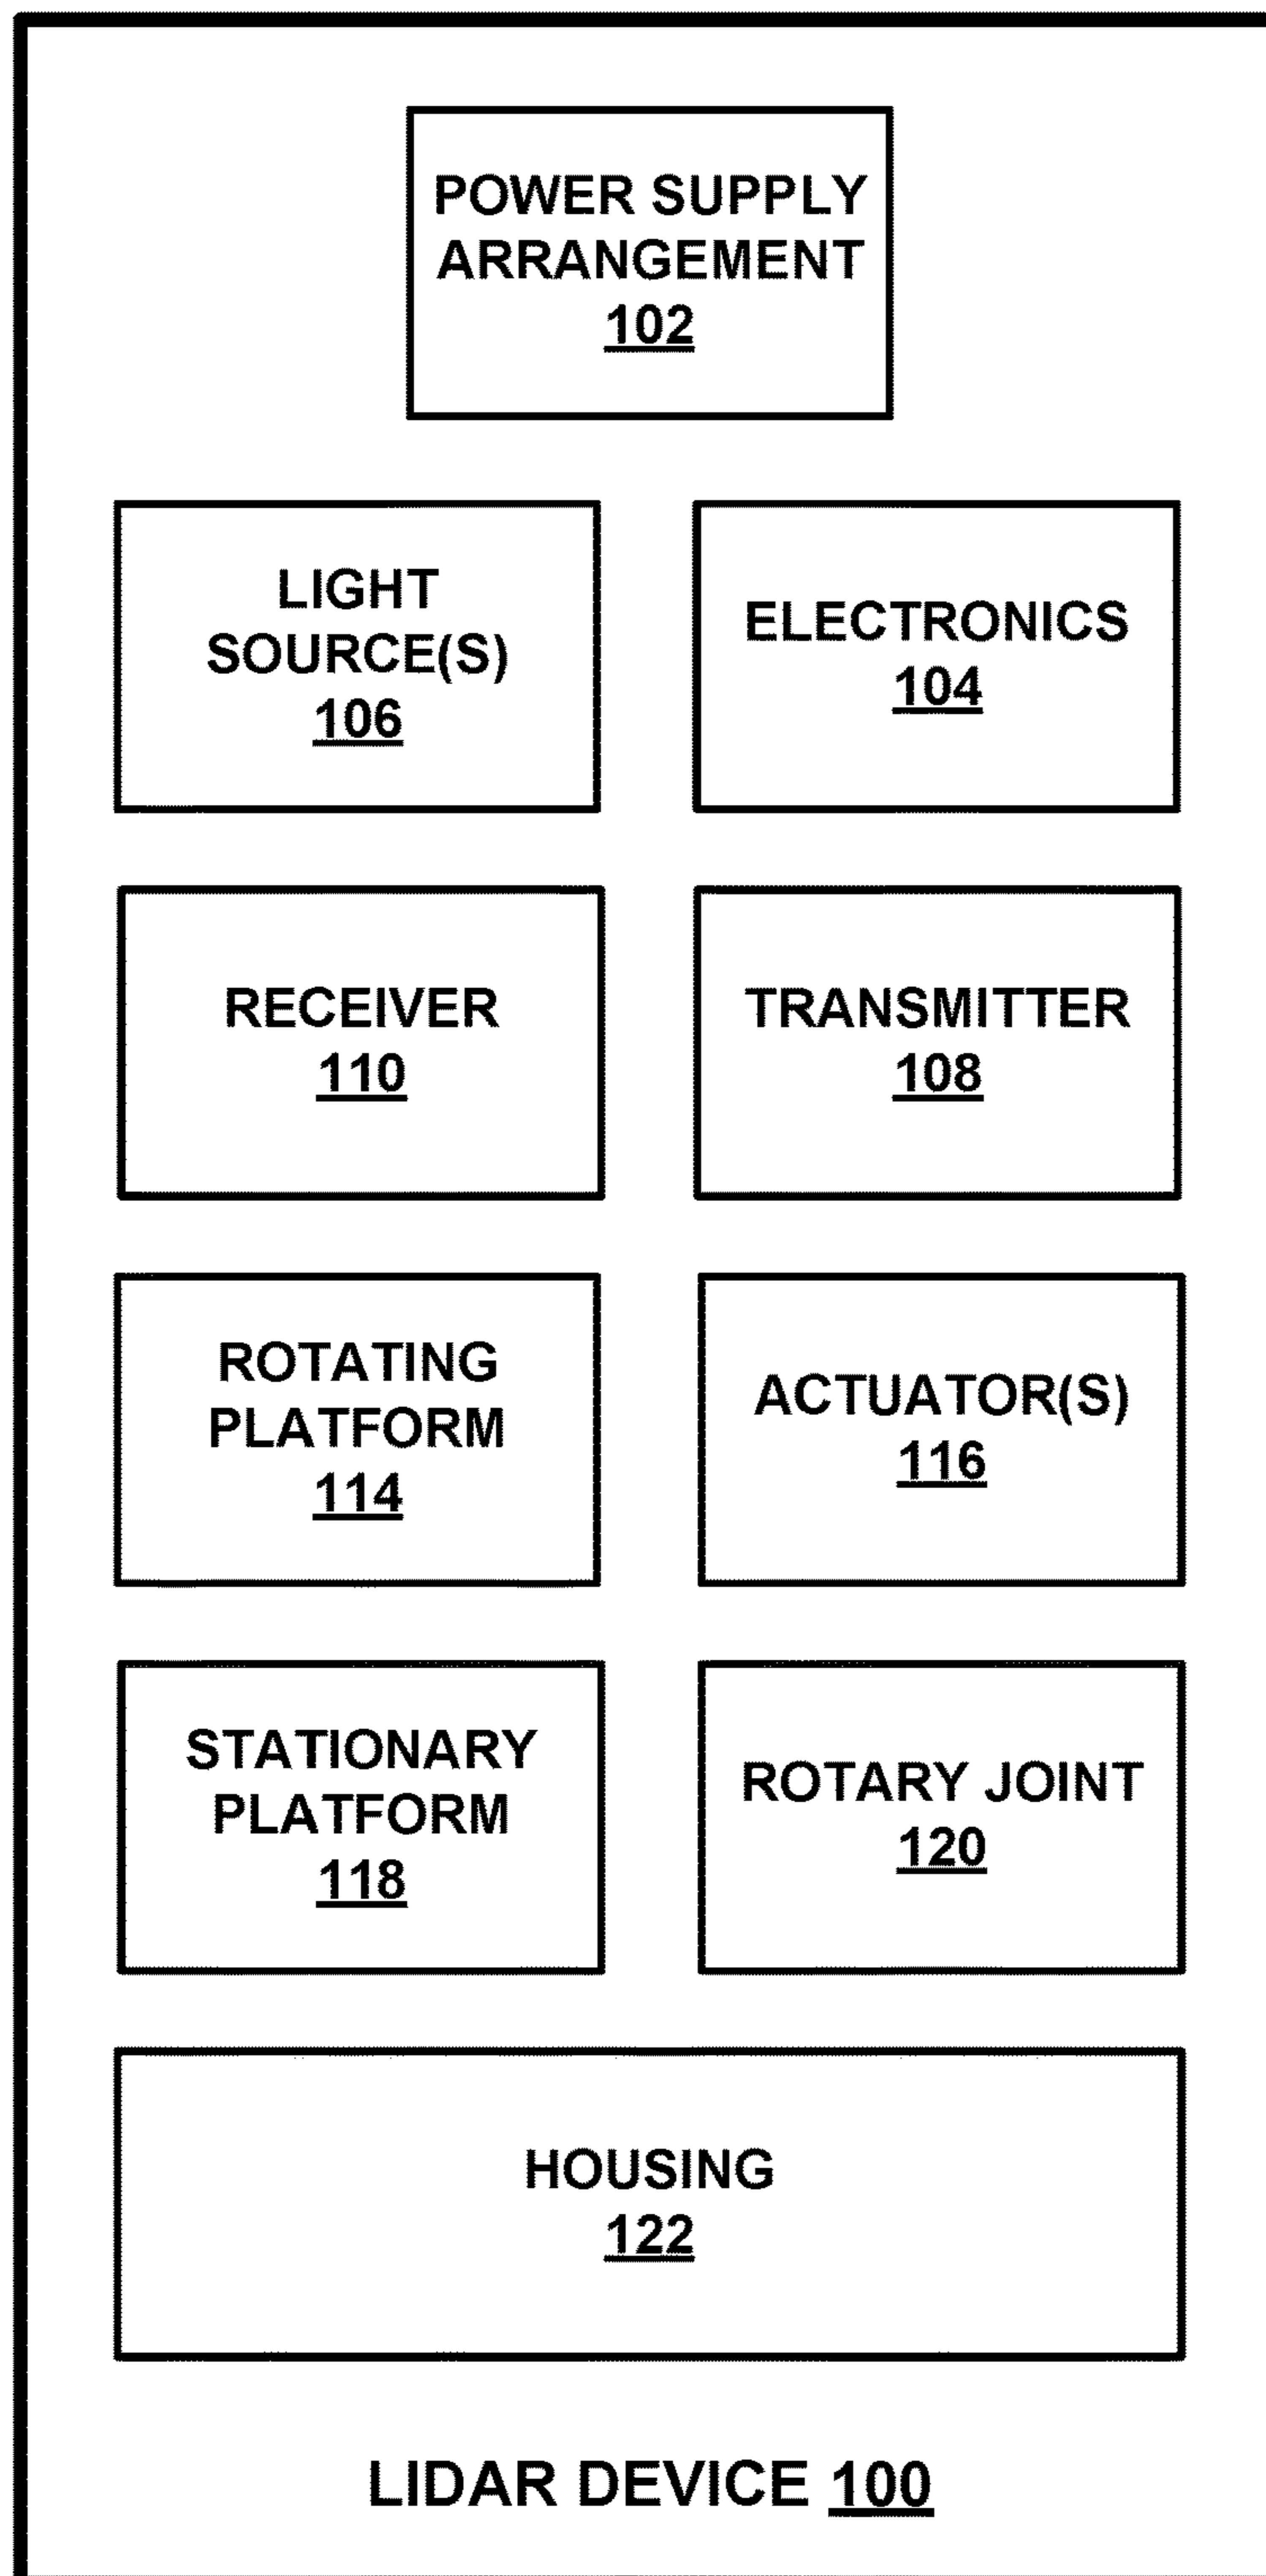 POWER SUPPLY
ARRANGEMENT
102
LIGHT
SOURCE(S)
106
ELECTRONICS
104
RECEIVER
110
TRANSMITTER
108
ROTATING
PLATFORM
114
ACTUATOR(S)
116
STATIONARY
PLATFORM
118
ROTARY JOINT
120
HOUSING
122
LIDAR DEVICE 100